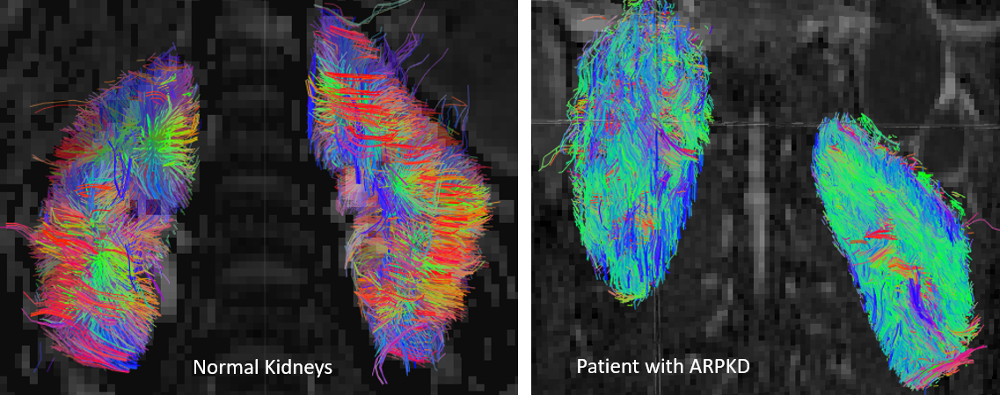 Normal Kidneys
Patient with ARPKD